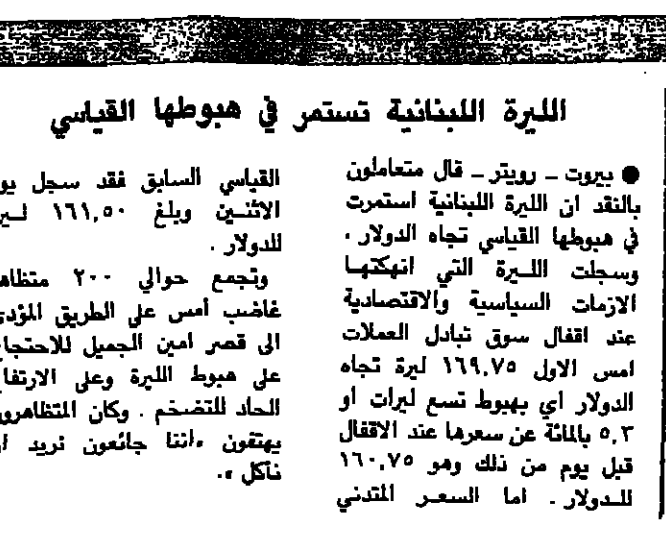 الليرة اللبنانية تستمر في هبوطها القياسي
● بيروت ـ رويتر ـ قال متعاملون
بالنقد ان الليرة اللبنانية استمرت
في هبوطها القياسي تجاه الدولار .
وسجلت الليرة التي انهكتها
الازمات السياسية والاقتصادية
عند اقفال سوق تبادل العملات
امس الاول ١٦٩,٧٥ ليرة تجاه
الدولار اي بهبوط تسع ليرات او
٥,٣ بالمائة عن سعرها عند الاقفال
قبل يوم من ذلك وهو ١٦٠,٧٥
للدولار . اما السعر المتدني
القياسي السابق فقد سجل يو
الاثنين وبلغ ١٦١,٥٠ لير
للدولار .
وتجمع حوالي ٢٠٠ متظاهر
غاضب أمس على الطريق المؤدي
الى قصر امين الجميل للاحتجاج
على هبوط الليرة وعلى الارتفاع
الحاد للتضخم . وكان المتظاهرون
يهتفون «اننا جائعون نريد ان
نأكل ».